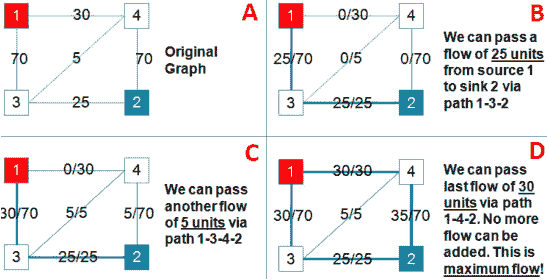 A
1
30
4
70
5
70
Original
Graph
3
25
2
B
1
0/30
4
25/70
0/5
0/70
3
25/25
2
We can pass a
flow of 25 units
from source 1
to sink 2 via
path 1-3-2
C
1
0/30
4
30/70
5/5
5/70
3
25/25
2
We can pass
another flow
of 5 units via
path 1-3-4-2
D
1
30/30
4
30/70
5/5
35/70
3
25/25
2
We can pass
last flow of 30
units via path
1-4-2. No more
flow can be
added. This is
maximum flow!